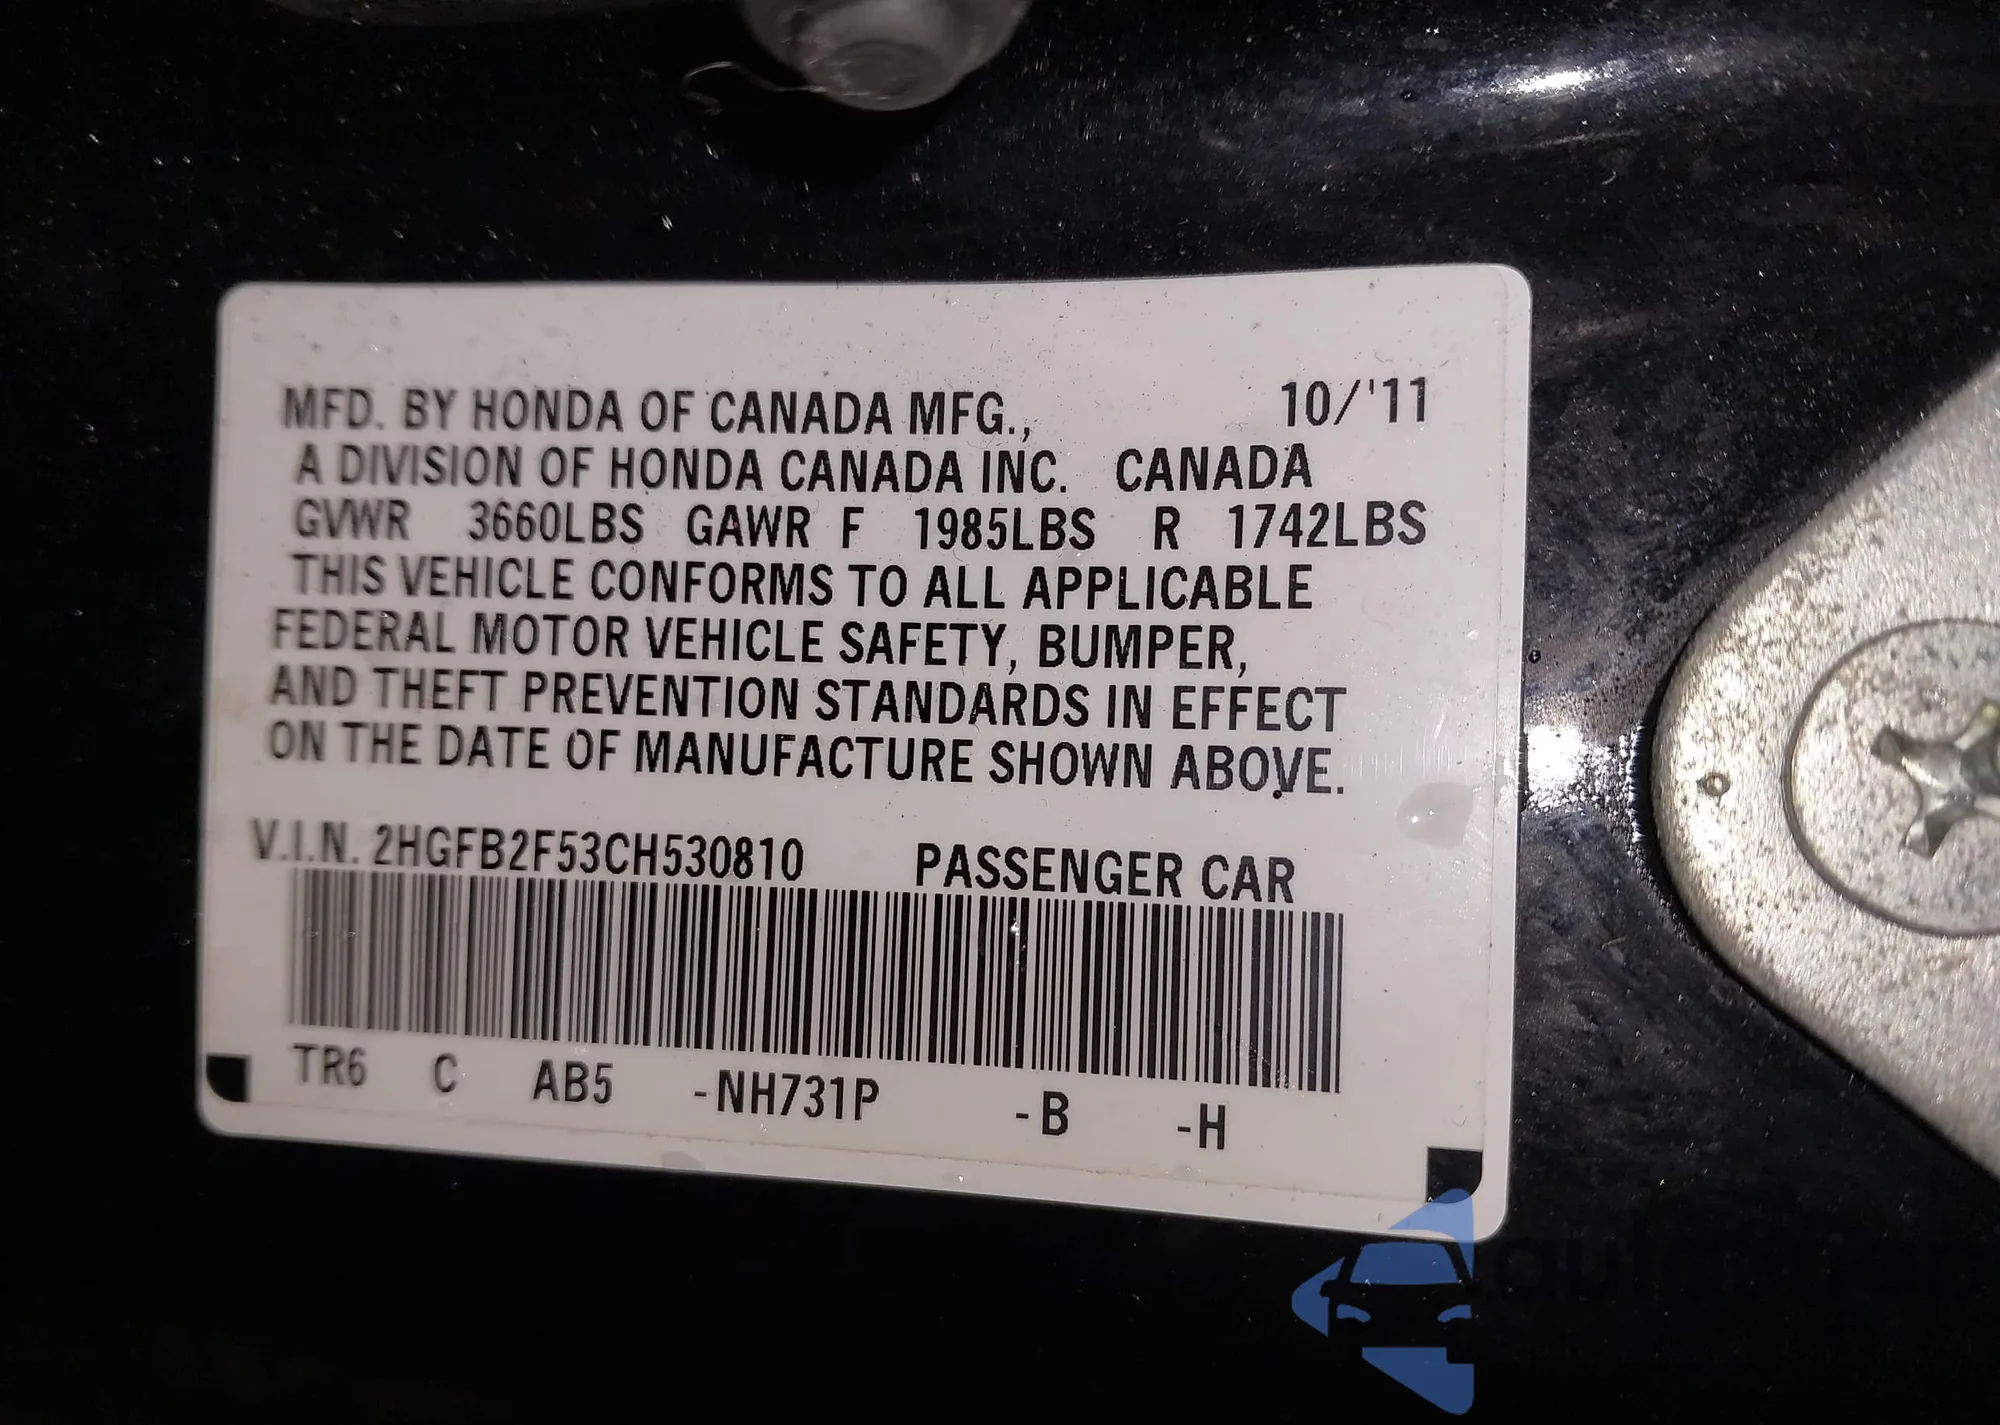 MFD. BY HONDA OF CANADA MFG., 10/'11
A DIVISION OF HONDA CANADA INC. CANADA
GVWR 3660LBS GAWR F 1985LBS R 1742LBS
THIS VEHICLE CONFORMS TO ALL APPLICABLE
FEDERAL MOTOR VEHICLE SAFETY, BUMPER,
AND THEFT PREVENTION STANDARDS IN EFFECT
ON THE DATE OF MANUFACTURE SHOWN ABOVE.
V.I.N. 2HGFB2F53CH530810 PASSENGER CAR
TR6 C AB5 -NH731P -B -H